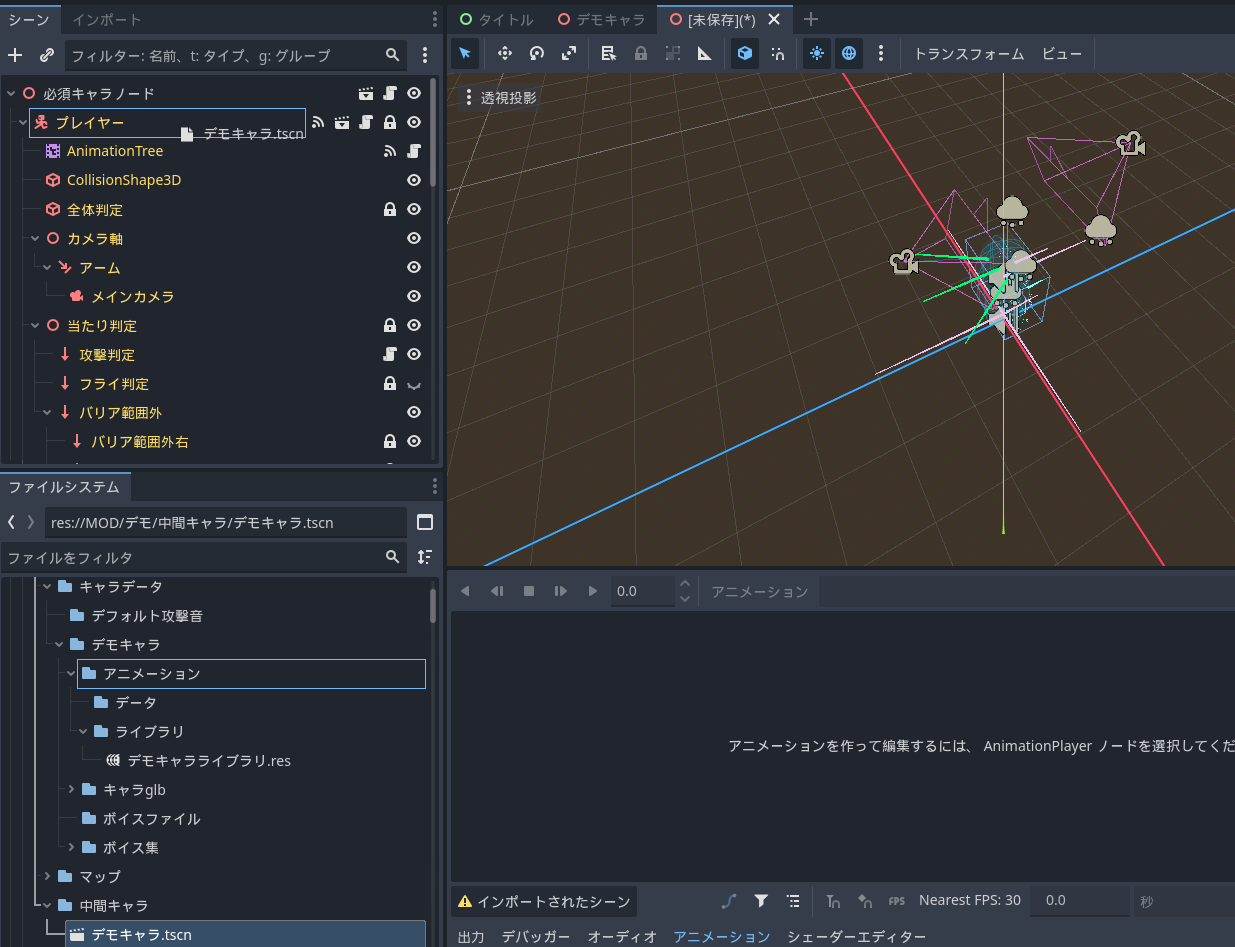 シーン インポート
フィルター: 名前、t: タイプ、g: グループ
必須キャラノード
プレイヤー
デモキャラ.tscn
AnimationTree
CollisionShape3D
全体判定
カメラ軸
アーム
メインカメラ
当たり判定
攻撃判定
フライ判定
バリア範囲外
バリア範囲外右
ファイルシステム
res://MOD/デモ/中間キャラ/デモキャラ.tscn
ファイルをフィルタ
キャラデータ
デフォルト攻撃音
デモキャラ
アニメーション
データ
ライブラリ
デモキャラライブラリ.res
キャラglb
ボイスファイル
ボイス集
マップ
中間キャラ
デモキャラ.tscn
タイトル デモキャラ [未保存](*)
トランスフォーム ビュー
透視投影
0.0 アニメーション
アニメーションを作って編集するには、 AnimationPlayer ノードを選択してくだ
インポートされたシーン FPS Nearest FPS: 30 0.0 秒
出力 デバッガー オーディオ アニメーション シェーダーエディター